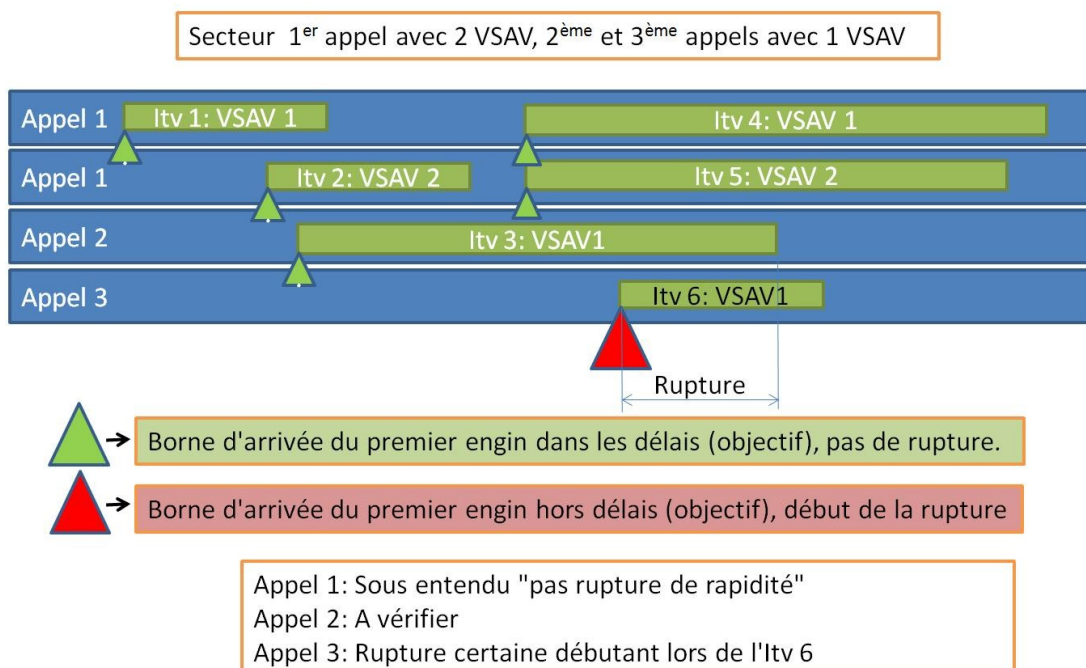 Secteur 1er appel avec 2 VSAV, 2ème et 3ème appels avec 1 VSAV
Appel 1 Itv 1: VSAV 1 Itv 4: VSAV 1
Appel 1 Itv 2: VSAV 2 Itv 5: VSAV 2
Appel 2 Itv 3: VSAV1
Appel 3 Itv 6: VSAV1
Rupture
Borne d'arrivée du premier engin dans les délais (objectif), pas de rupture.
Borne d'arrivée du premier engin hors délais (objectif), début de la rupture
Appel 1: Sous entendu "pas rupture de rapidité"
Appel 2: A vérifier
Appel 3: Rupture certaine débutant lors de l'Itv 6